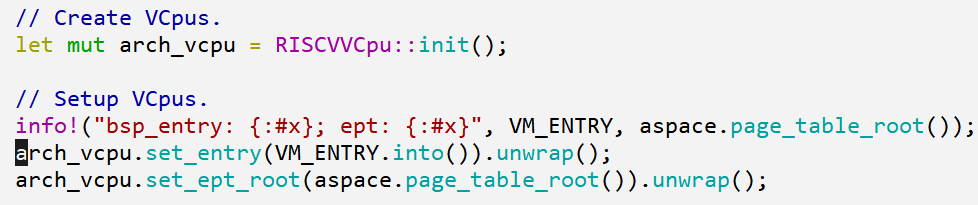 // Create VCpus.
let mut arch_vcpu = RISCVVCpu::init();
// Setup VCpus.
info!("bsp_entry: {:#x}; ept: {:#x}", VM_ENTRY, aspace.page_table_root());
arch_vcpu.set_entry(VM_ENTRY.into()).unwrap();
arch_vcpu.set_ept_root(aspace.page_table_root()).unwrap();